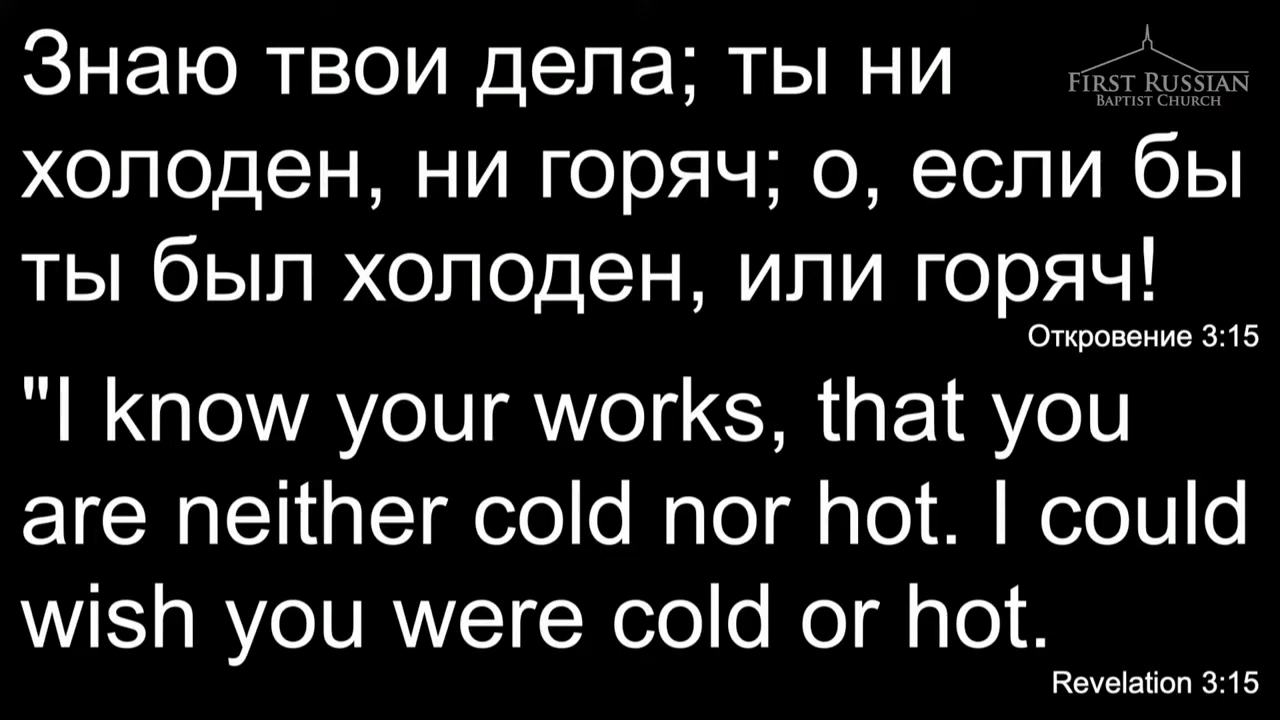 Знаю твои дела; ты ни
FIRST RUSSIAN
BAPTIST CHURCH
холоден, ни горяч; о, если бы
ты был холоден, или горяч!
Откровение 3:15
"I know your works, that you
are neither cold nor hot. I could
wish you were cold or hot.
Revelation 3:15